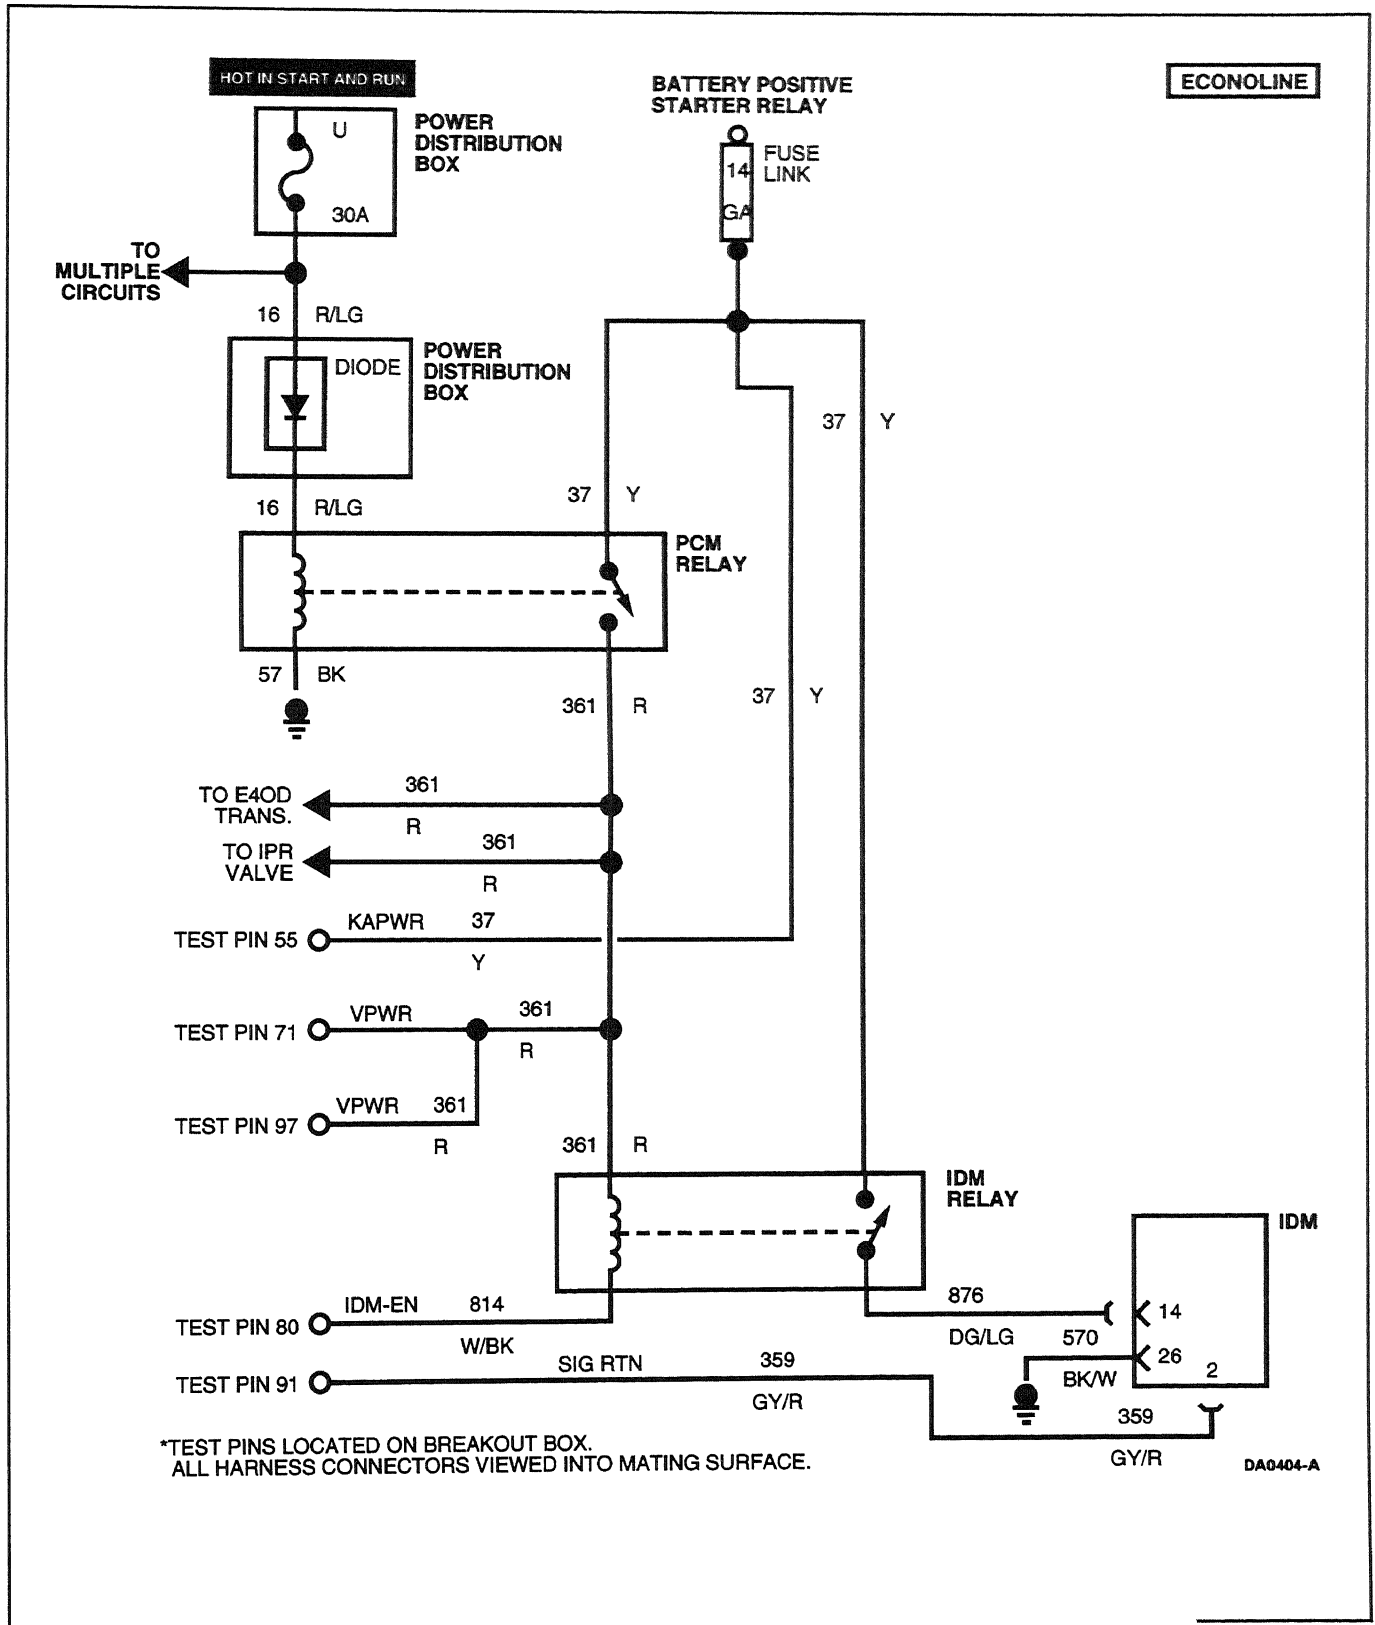 HOT IN START AND RUN
BATTERY POSITIVE
STARTER RELAY
ECONOLINE
U
30A
POWER
DISTRIBUTION
BOX
14
GA
FUSE
LINK
TO
MULTIPLE
CIRCUITS
16 R/LG
DIODE
POWER
DISTRIBUTION
BOX
37 Y
37 Y
16 R/LG
PCM
RELAY
57 BK
361 R
37 Y
TO E4OD
TRANS.
361
R
TO IPR
VALVE
361
R
TEST PIN 55
KAPWR 37
Y
TEST PIN 71
VPWR 361
R
TEST PIN 97
VPWR 361
R
361 R
IDM
RELAY
IDM
TEST PIN 80
IDM-EN 814
W/BK
876
DG/LG
14
570
BK/W
26
2
TEST PIN 91
SIG RTN 359
GY/R
359
GY/R
*TEST PINS LOCATED ON BREAKOUT BOX.
ALL HARNESS CONNECTORS VIEWED INTO MATING SURFACE.
DA0404-A